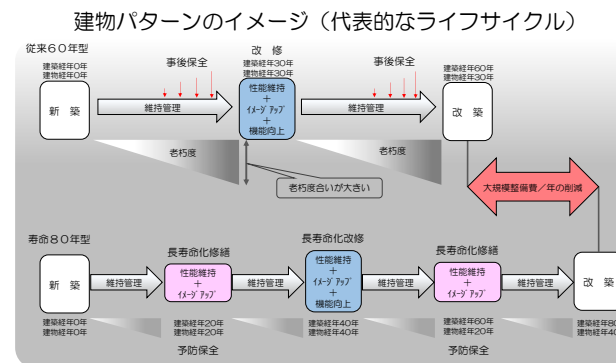 建物パターンのイメージ（代表的なライフサイクル）
従来６０年型
建築経年0年
建物経年0年
新 築
事後保全
維持管理
老朽度
改 修
建築経年30年
建物経年30年
性能維持
＋
ｲﾒｰｼﾞｱｯﾌﾟ
＋
機能向上
事後保全
維持管理
老朽度
老朽度合いが大きい
建築経年60年
建物経年30年
改 築
大規模整備費／年の削減
寿命８０年型
新 築
建築経年0年
建物経年0年
維持管理
長寿命化修繕
性能維持
＋
ｲﾒｰｼﾞｱｯﾌﾟ
建築経年20年
建物経年20年
予防保全
維持管理
長寿命化改修
性能維持
＋
ｲﾒｰｼﾞｱｯﾌﾟ
＋
機能向上
建築経年40年
建物経年40年
維持管理
長寿命化修繕
性能維持
＋
ｲﾒｰｼﾞｱｯﾌﾟ
建築経年60年
建物経年20年
予防保全
維持管理
改 築
建築経年80
建物経年40